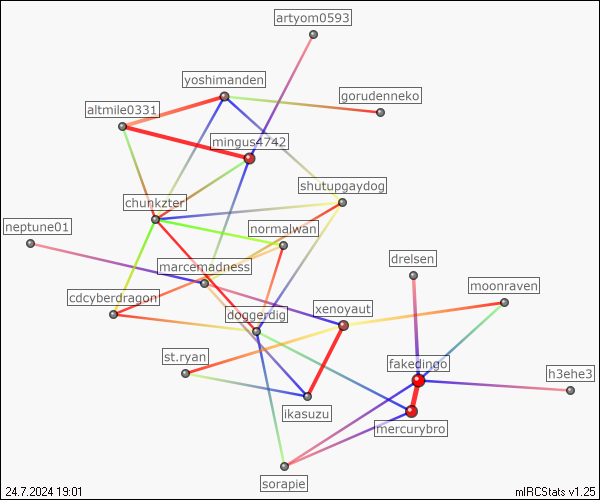 artyom0593
yoshimanden
gorudenneko
altmile0331
mingus4742
shutupgaydog
chunkzter
neptune01
normalwan
drelsen
marcemadness
moonraven
cdcyberdragon
xenoyaut
doggerdig
st.ryan
fakedingo
h3ehe3
ikasuzu
mercurybro
sorapie
24.7.2024 19:01
mIRCStats v1.25